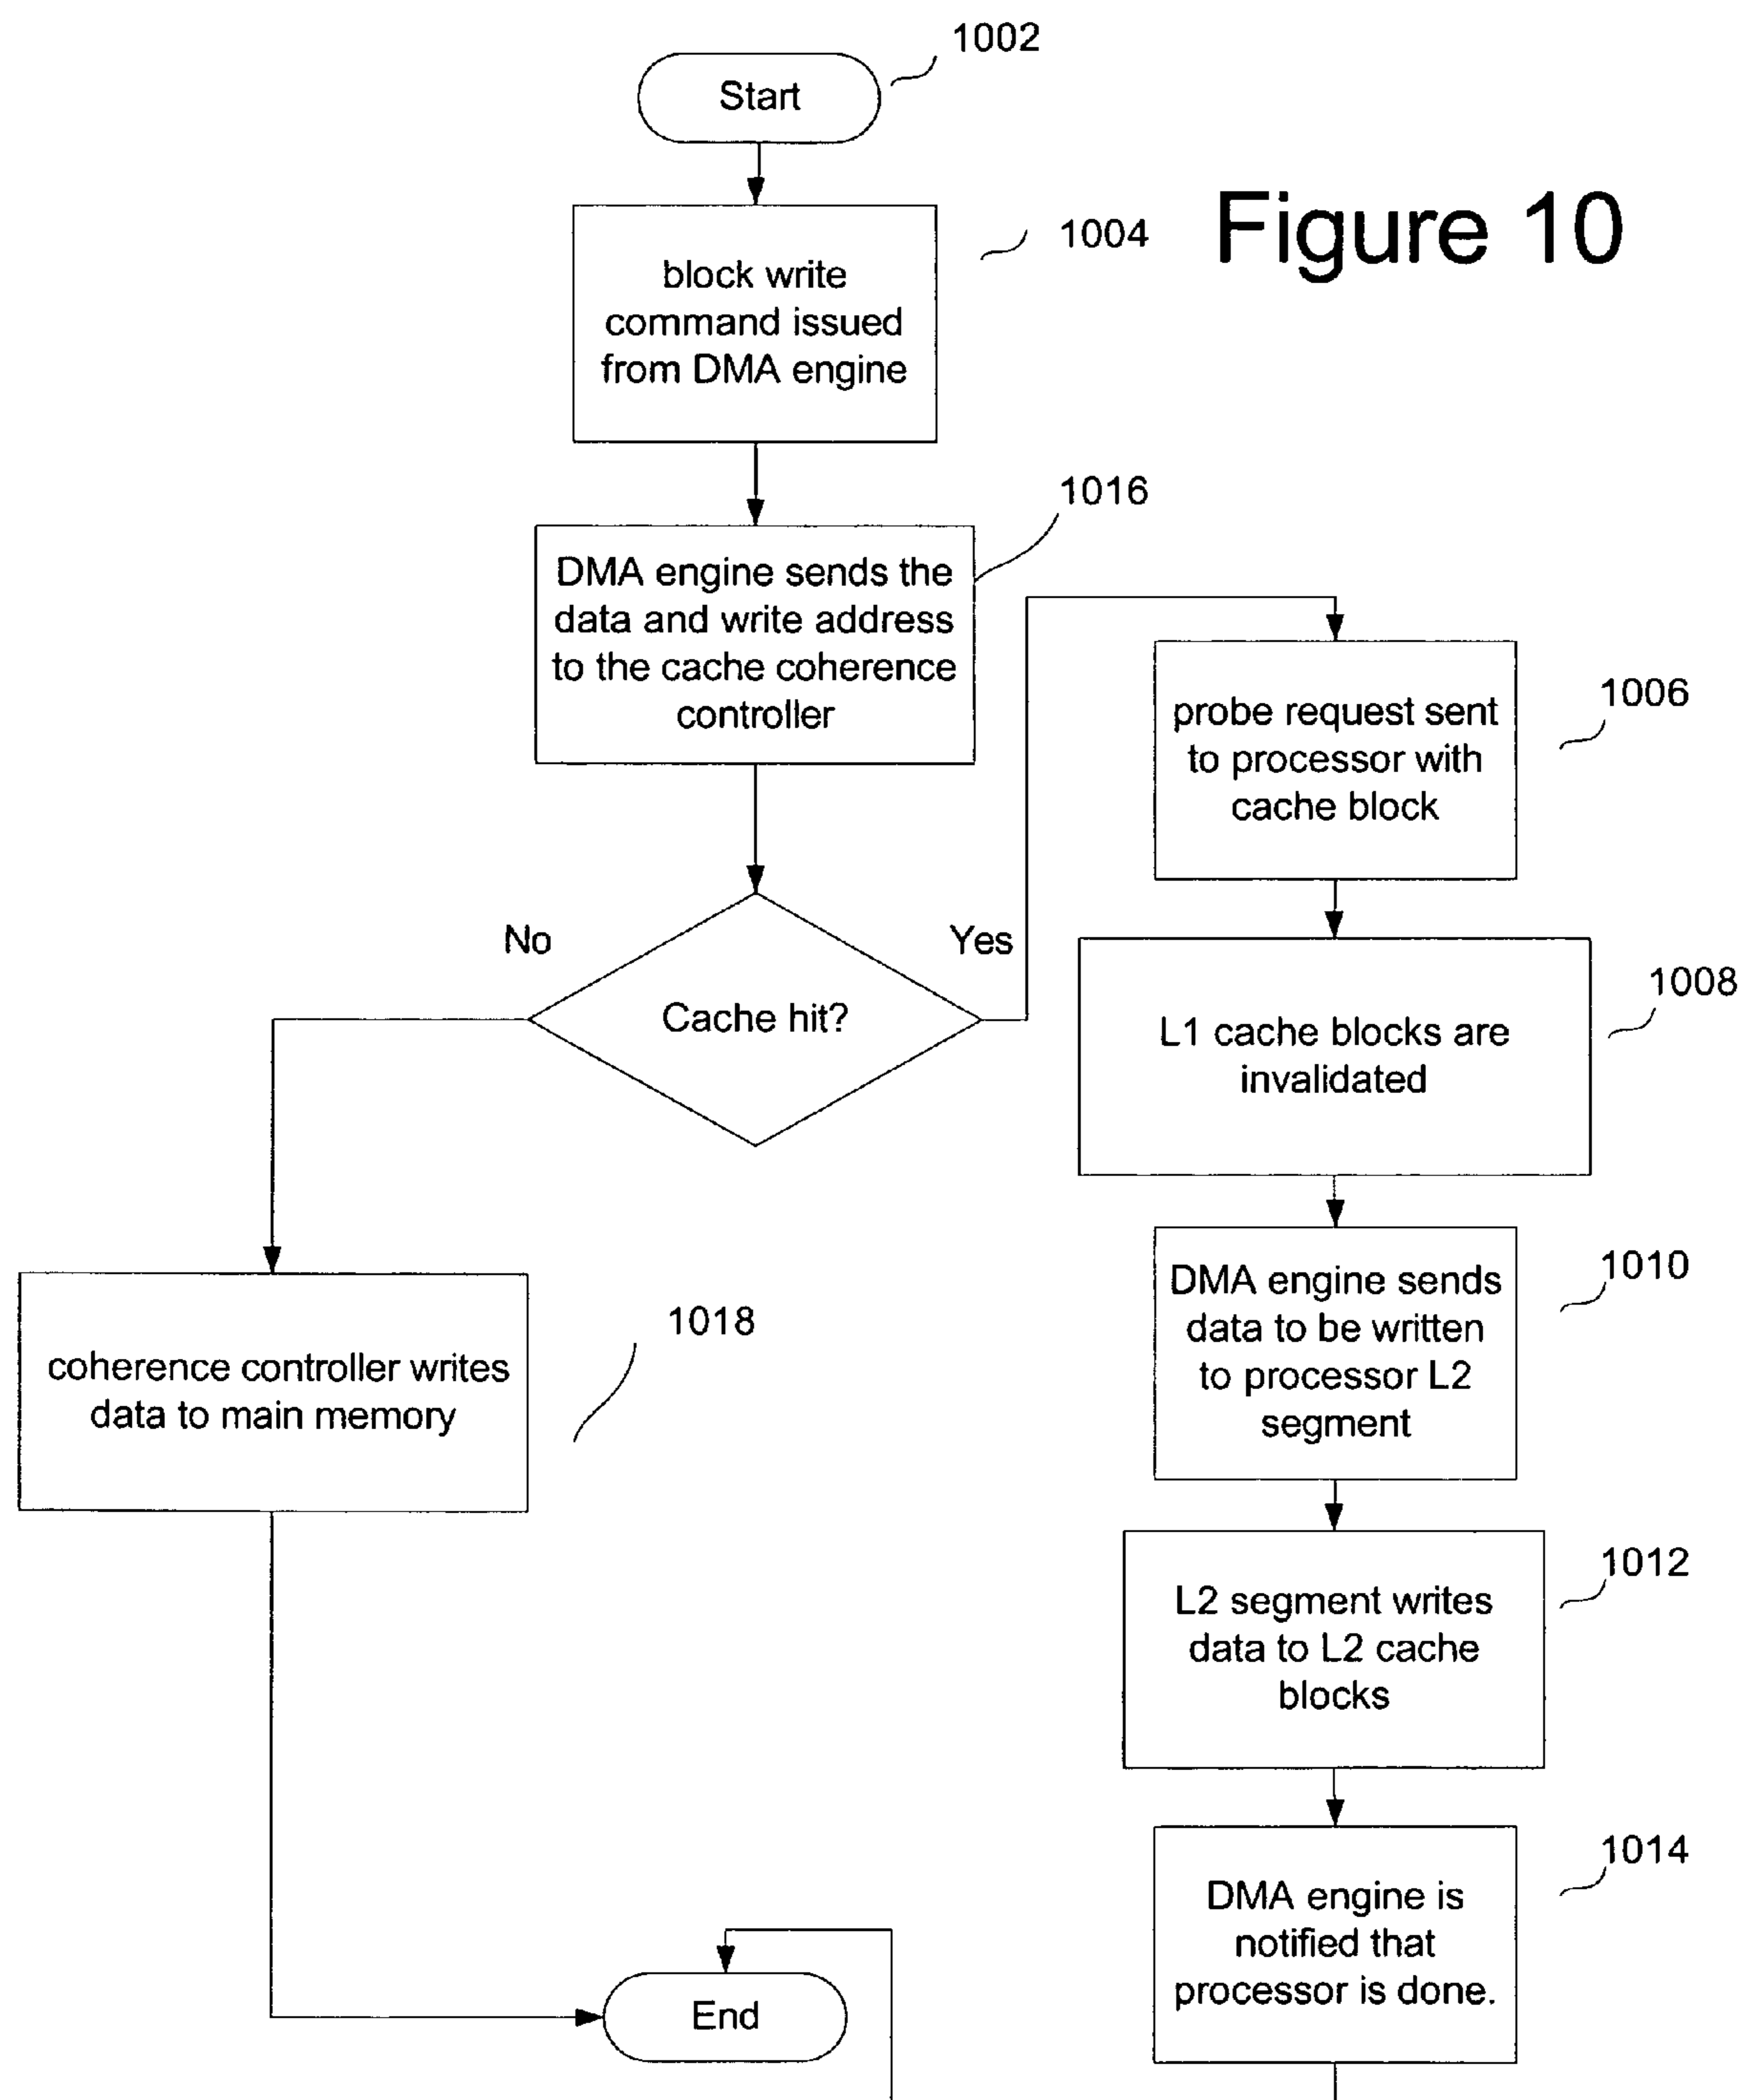 1002
Start
Figure 10
1004
block write
command issued
from DMA engine
1016
DMA engine sends the
data and write address
to the cache coherence
controller
1006
probe request sent
to processor with
cache block
No
Yes
Cache hit?
1008
L1 cache blocks are
invalidated
1010
DMA engine sends
data to be written
to processor L2
segment
1018
coherence controller writes
data to main memory
1012
L2 segment writes
data to L2 cache
blocks
1014
DMA engine is
notified that
processor is done.
End